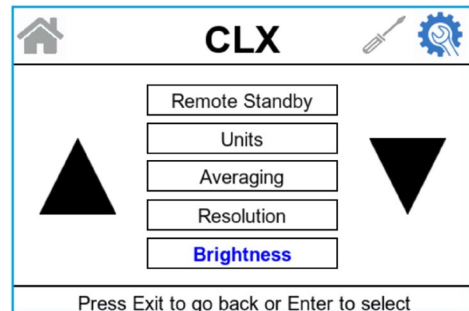 CLX
Remote Standby
Units
Averaging
Resolution
Brightness
Press Exit to go back or Enter to select